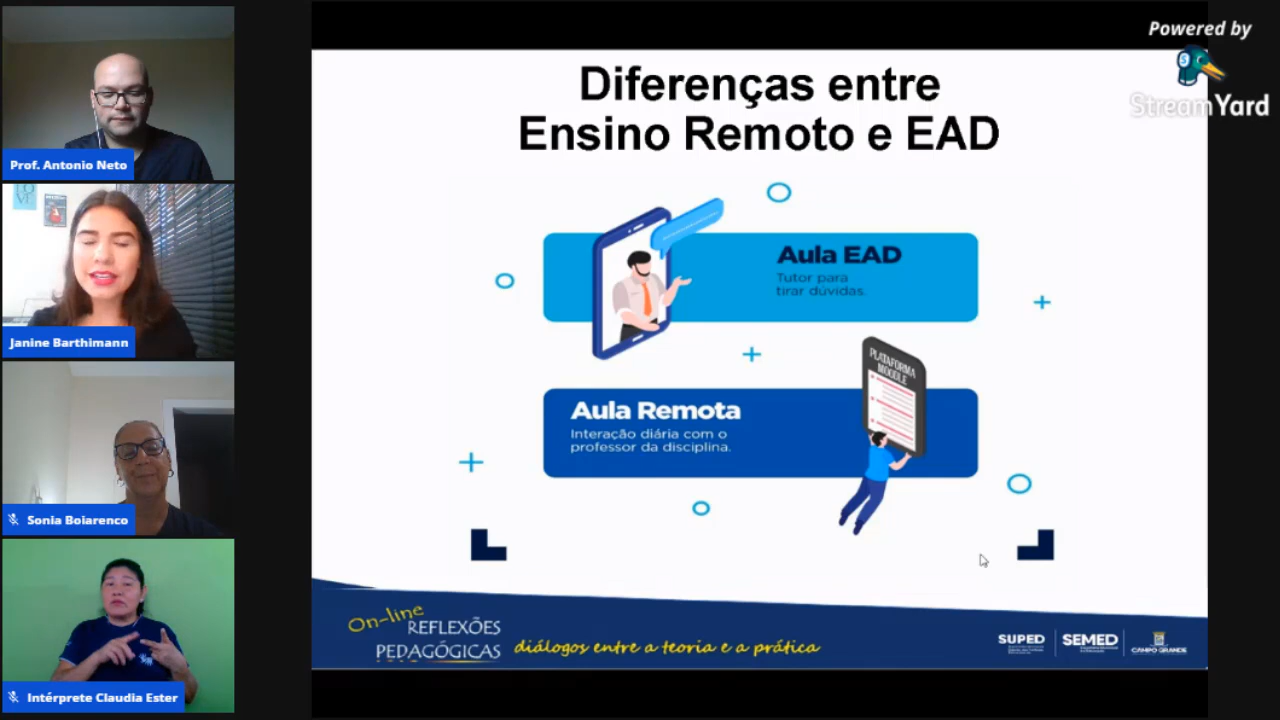 Prof. Antonio Neto
Janine Barthimann
Sonia Boiarenco
Intérprete Claudia Ester
Powered by
StreamYard
Diferenças entre
Ensino Remoto e EAD
Aula EAD
Tutor para
tirar dúvidas.
PLATAFORMA
MOODLE
Aula Remota
Interação diária com o
professor da disciplina.
On-line
REFLEXÕES
PEDAGÓGICAS
diálogos entre a teoria e a prática
SUPED
SEMED
CAMPO GRANDE